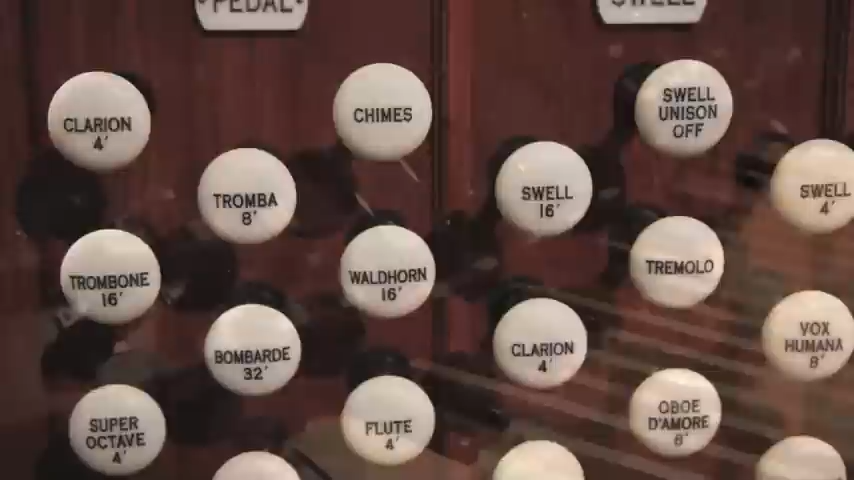 PEDAL
SWELL
CLARION
4'
CHIMES
SWELL
UNISON
OFF
TROMBA
8'
SWELL
16'
SWELL
4'
TROMBONE
16'
WALDHORN
16'
TREMOLO
BOMBARDE
32'
CLARION
4'
VOX
HUMANA
8'
SUPER
OCTAVE
4'
FLUTE
4'
OBOE
D'AMORE
8'